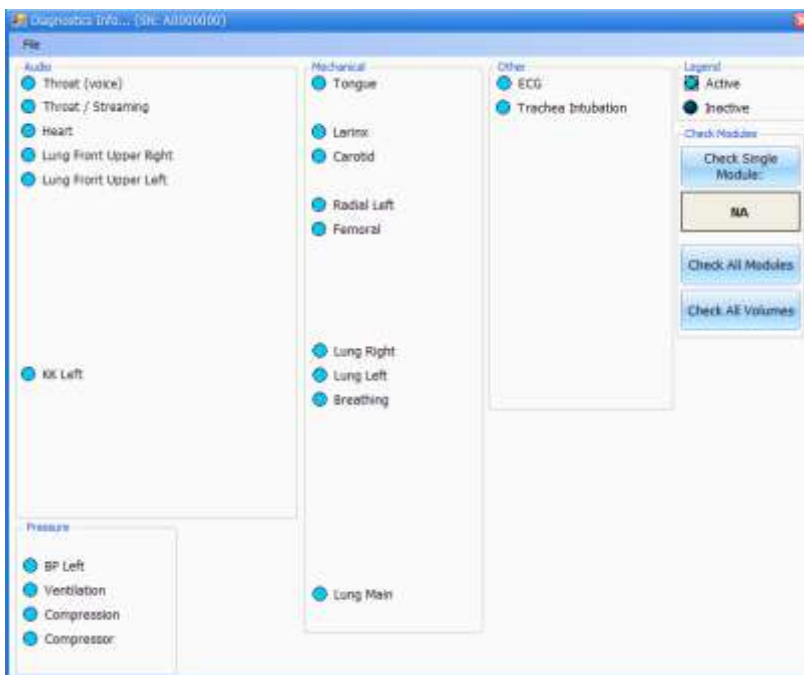 Diagnostics Info... (SN: A0000000)
File
Audio
Throat (voice)
Throat / Streaming
Heart
Lung Front Upper Right
Lung Front Upper Left
KK Left
Mechanical
Tongue
Larinx
Carotid
Radial Left
Femoral
Lung Right
Lung Left
Breathing
Lung Main
Other
ECG
Trachea Intubation
Legend
Active
Inactive
Check Modules
Check Single
Module:
NA
Check All Modules
Check All Volumes
Pressure
BP Left
Ventilation
Compression
Compressor